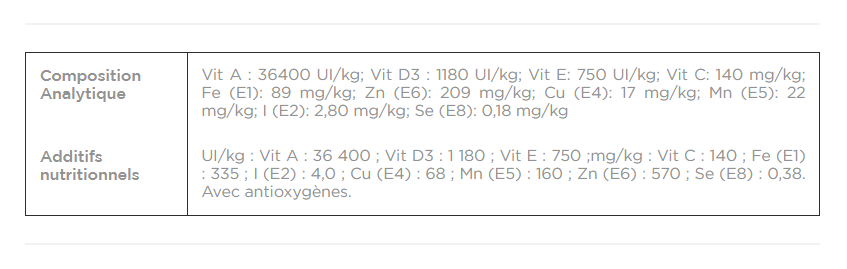 Composition Analytique
Vit A : 36400 UI/kg; Vit D3 : 1180 UI/kg; Vit E: 750 UI/kg; Vit C: 140 mg/kg;
Fe (E1): 89 mg/kg; Zn (E6): 209 mg/kg; Cu (E4): 17 mg/kg; Mn (E5): 22
mg/kg; I (E2): 2,80 mg/kg; Se (E8): 0,18 mg/kg
Additifs nutritionnels
UI/kg : Vit A : 36 400 ; Vit D3 : 1 180 ; Vit E : 750 ;mg/kg : Vit C : 140 ; Fe (E1)
: 335 ; I (E2) : 4,0 ; Cu (E4) : 68 ; Mn (E5) : 160 ; Zn (E6) : 570 ; Se (E8) : 0,38.
Avec antioxygènes.